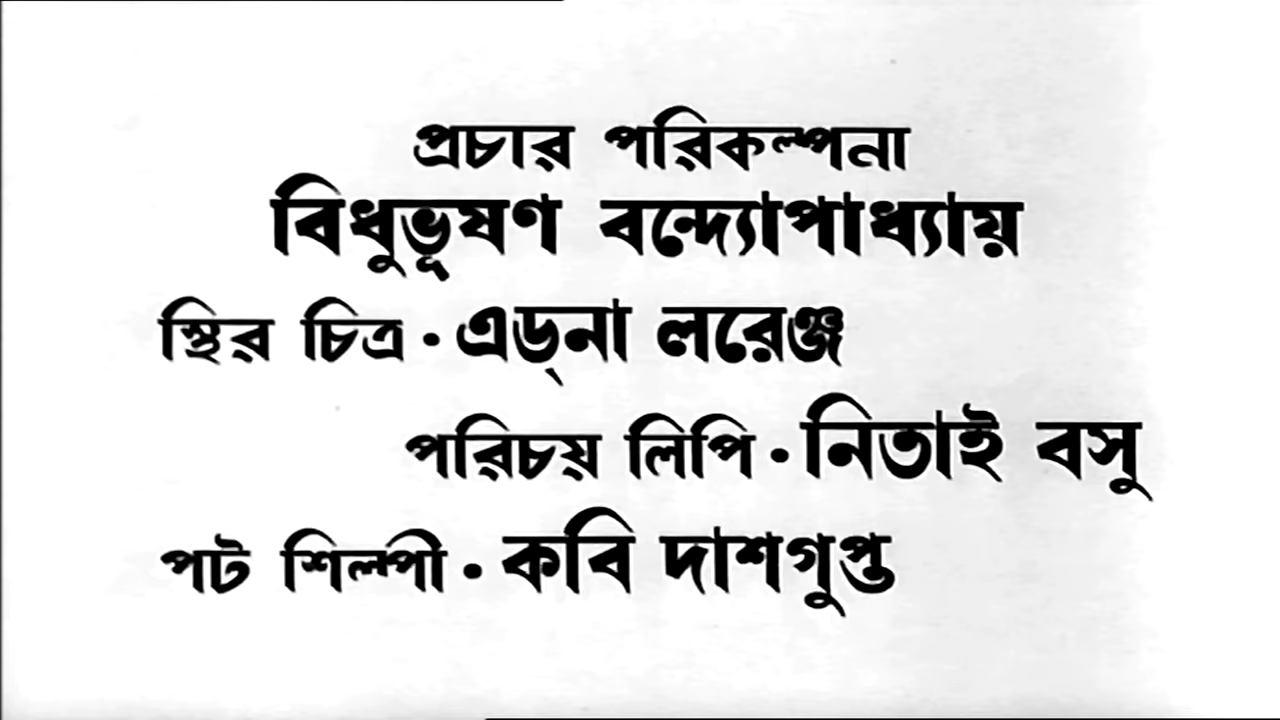 প্রচার পরিকল্পনা
বিধুভূষণ বন্দ্যোপাধ্যায়
স্থির চিত্র • এড্‌না লরেঞ্জ
পরিচয় লিপি • নিতাই বসু
পট শিল্পী • কবি দাশগুপ্ত